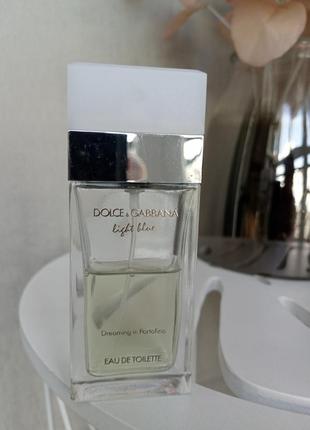 DOLCE & GABBANA
light blue
Dreaming in Portofino
EAU DE TOILETTE